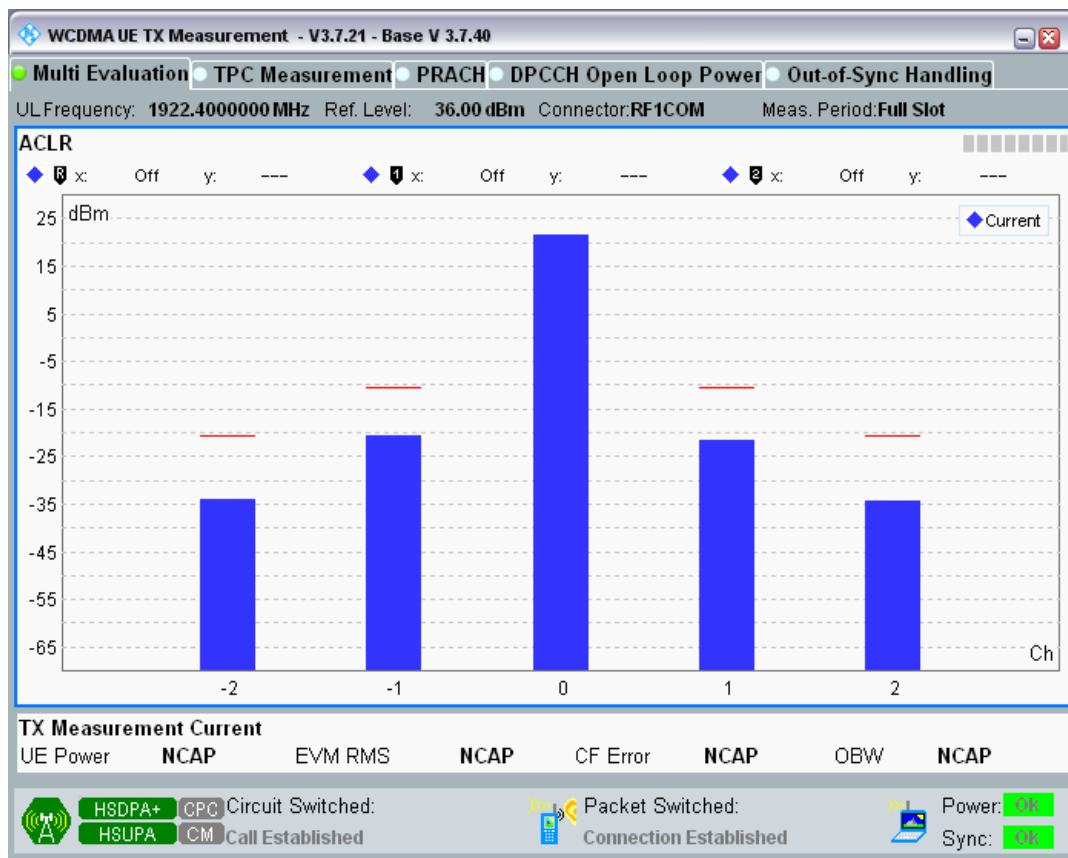 WCDMA UE TX Measurement - V3.7.21 - Base V 3.7.40
Multi Evaluation TPC Measurement PRACH DPCCH Open Loop Power Out-of-Sync Handling
UL Frequency: 1922.4000000 MHz Ref. Level: 36.00 dBm Connector:RF1COM Meas. Period:Full Slot
ACLR
R x: Off y: --- 1 x: Off y: --- 2 x: Off y: ---
dBm
Current
25
15
5
-5
-15
-25
-35
-45
-55
-65
Ch
-2 -1 0 1 2
TX Measurement Current
UE Power NCAP EVM RMS NCAP CF Error NCAP OBW NCAP
HSDPA+ CPC Circuit Switched: Packet Switched: Power: OK
HSUPA CM Call Established Connection Established Sync: OK